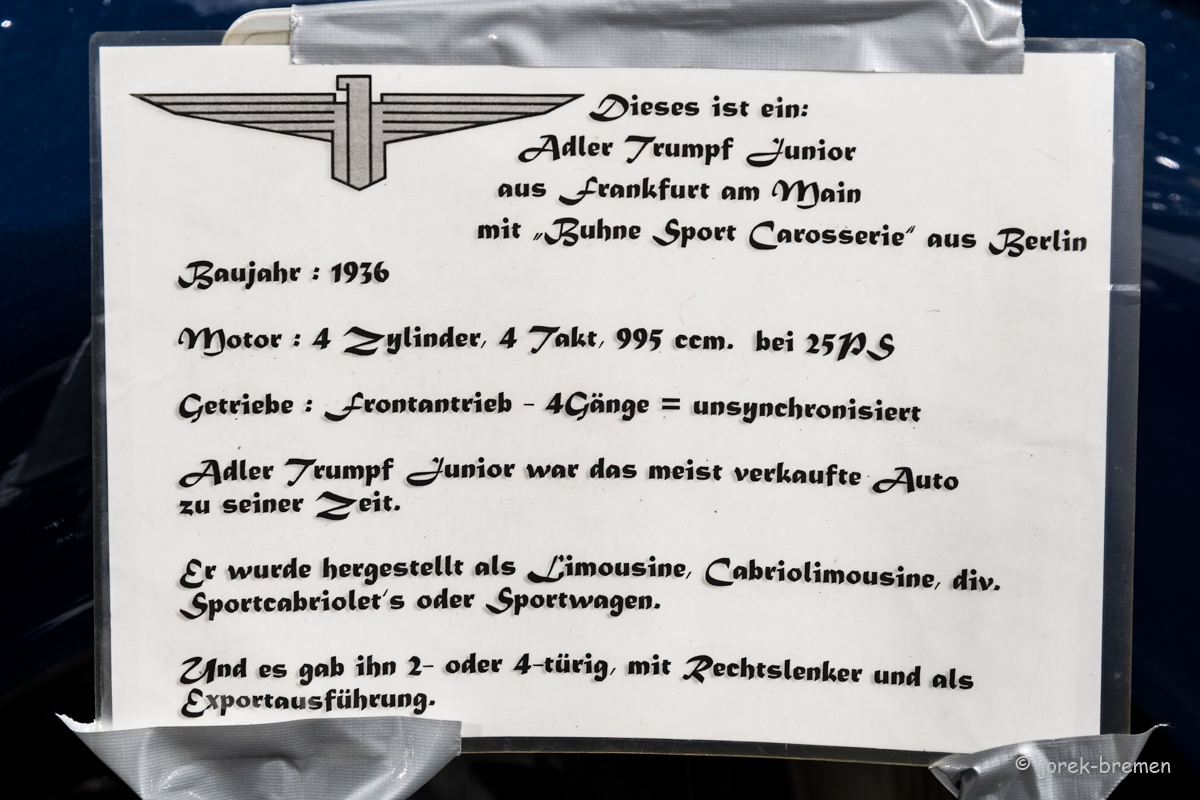 Dieses ist ein:
Adler Trumpf Junior
aus Frankfurt am Main
mit „Buhne Sport Carosserie“ aus Berlin
Baujahr : 1936
Motor : 4 Zylinder, 4 Takt, 995 ccm. bei 25PS
Getriebe : Frontantrieb - 4Gänge = unsynchronisiert
Adler Trumpf Junior war das meist verkaufte Auto
zu seiner Zeit.
Er wurde hergestellt als Limousine, Cabriolimousine, div.
Sportcabriolet's oder Sportwagen.
Und es gab ihn 2- oder 4-türig, mit Rechtslenker und als
Exportausführung.
© jorek-bremen